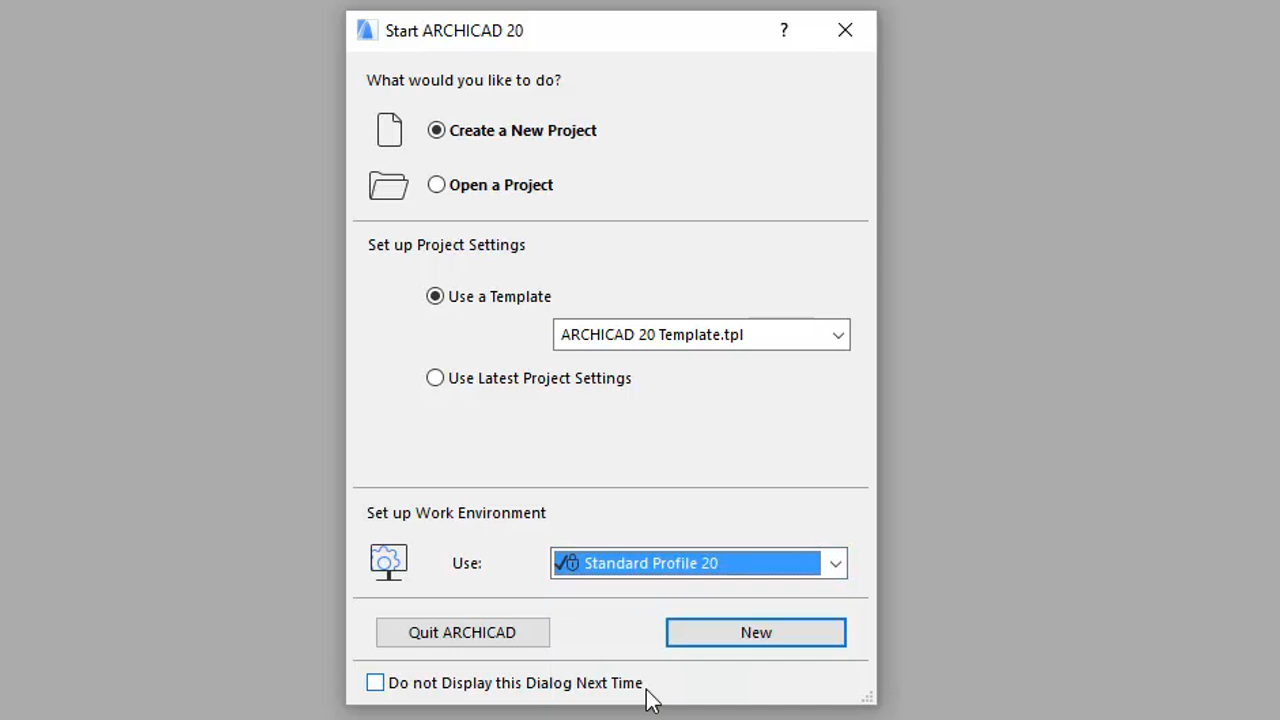 Start ARCHICAD 20
?
What would you like to do?
Create a New Project
Open a Project
Set up Project Settings
Use a Template
ARCHICAD 20 Template.tpl
Use Latest Project Settings
Set up Work Environment
Use:
Standard Profile 20
Quit ARCHICAD
New
Do not Display this Dialog Next Time